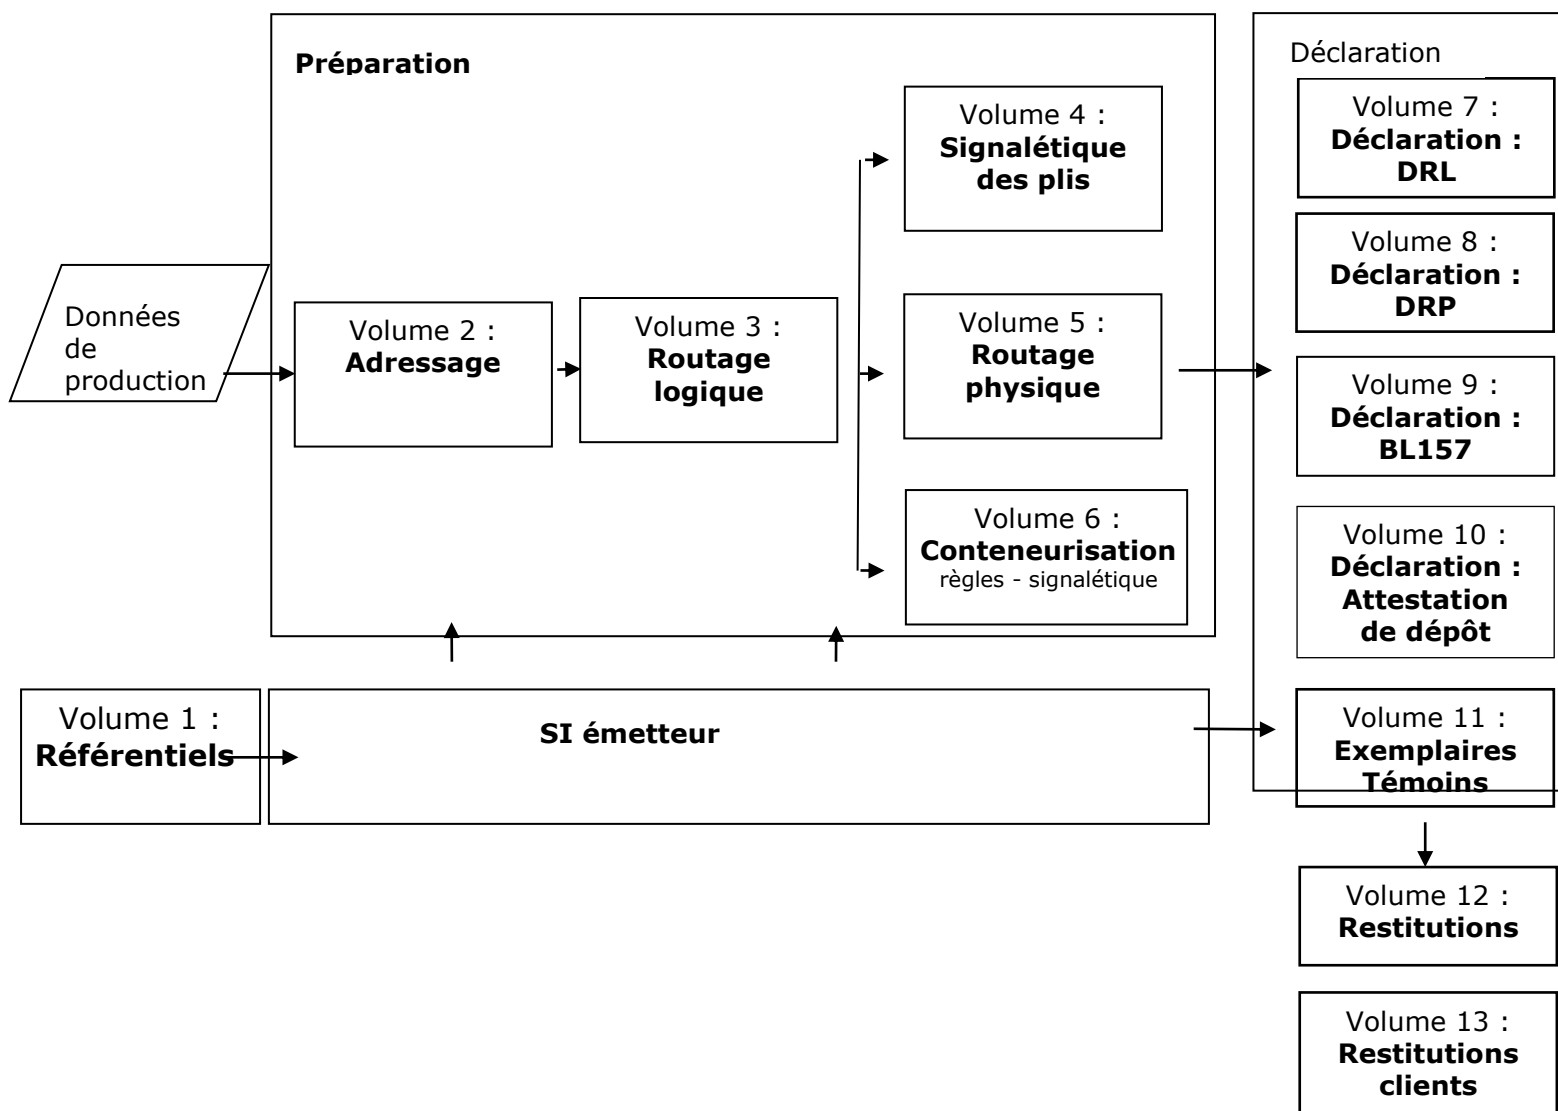 Préparation
Données
de
production
Volume 2 :
Adressage
Volume 3 :
Routage
logique
Volume 4 :
Signalétique
des plis
Volume 5 :
Routage
physique
Volume 6 :
Conteneurisation
règles - signalétique
Volume 1 :
Référentiels
SI émetteur
Déclaration
Volume 7 :
Déclaration :
DRL
Volume 8 :
Déclaration :
DRP
Volume 9 :
Déclaration :
BL157
Volume 10 :
Déclaration :
Attestation
de dépôt
Volume 11 :
Exemplaires
Témoins
Volume 12 :
Restitutions
Volume 13 :
Restitutions
clients